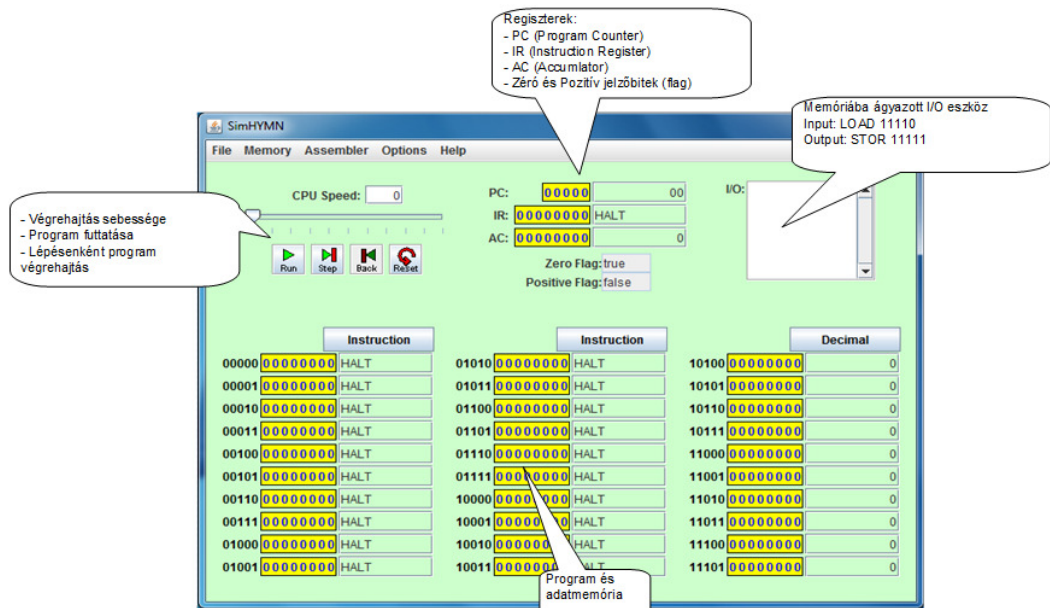 Regiszterek:
- PC (Program Counter)
- IR (Instruction Register)
- AC (Accumlator)
- Zéró és Pozitív jelzőbitek (flag)
Memóriába ágyazott I/O eszköz
Input: LOAD 11110
Output: STOR 11111
SimHYMN
File Memory Assembler Options Help
- Végrehajtás sebessége
- Program futtatása
- Lépésenként program
végrehajtás
CPU Speed: 0
Run Step Back Reset
PC: 00000 00
IR: 00000000 HALT
AC: 00000000 0
Zero Flag: true
Positive Flag: false
I/O:
Instruction Instruction Decimal
00000 00000000 HALT 01010 00000000 HALT 10100 00000000 0
00001 00000000 HALT 01011 00000000 HALT 10101 00000000 0
00010 00000000 HALT 01100 00000000 HALT 10110 00000000 0
00011 00000000 HALT 01101 00000000 HALT 10111 00000000 0
00100 00000000 HALT 01110 00000000 HALT 11000 00000000 0
00101 00000000 HALT 01111 00000000 HALT 11001 00000000 0
00110 00000000 HALT 10000 00000000 HALT 11010 00000000 0
00111 00000000 HALT 10001 00000000 HALT 11011 00000000 0
01000 00000000 HALT 10010 00000000 HALT 11100 00000000 0
01001 00000000 HALT 10011 00000000 HALT 11101 00000000 0
Program és
adatmemória